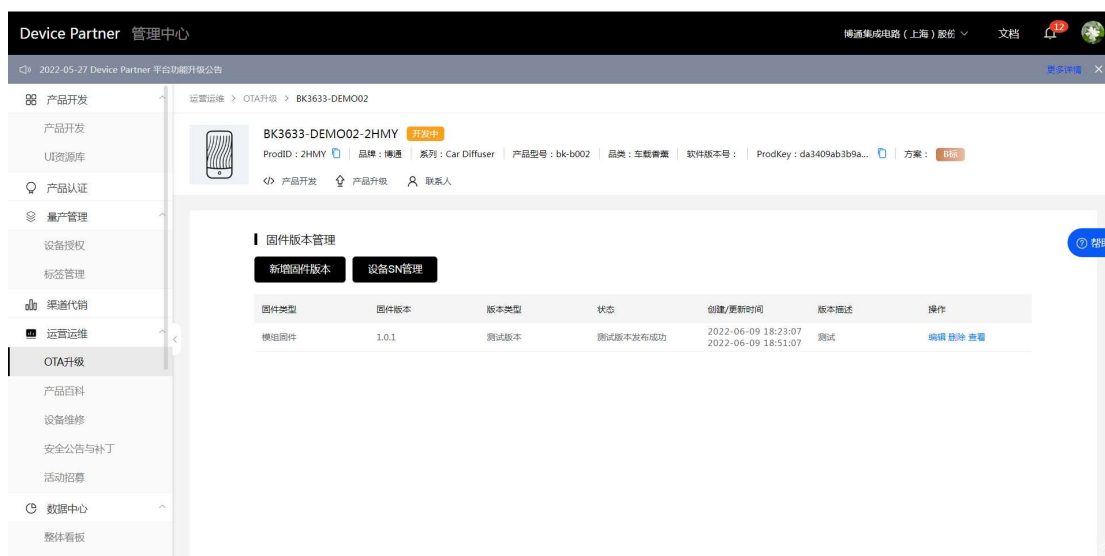 Device Partner 管理中心
博通集成电路（上海）股份 文档 12
2022-05-27 Device Partner 平台功能升级公告 更多详情
产品开发
产品开发
UI资源库
产品认证
量产管理
设备授权
标签管理
渠道代销
运营运维
OTA升级
产品百科
设备维修
安全公告与补丁
活动招募
数据中心
整体看板
运营运维 > OTA升级 > BK3633-DEMO02
BK3633-DEMO02-2HMY 开发中
ProdID：2HMY 品牌：博通 系列：Car Diffuser 产品型号：bk-b002 品类：车载香薰 软件版本号： ProdKey：da3409ab3b9a... 方案： B标
</> 产品开发 产品升级 联系人
固件版本管理
新增固件版本 设备SN管理
固件类型 固件版本 版本类型 状态 创建/更新时间 版本描述 操作
模组固件 1.0.1 测试版本 测试版本发布成功 2022-06-09 18:23:07 测试 编辑 删除 查看
2022-06-09 18:51:07
帮助